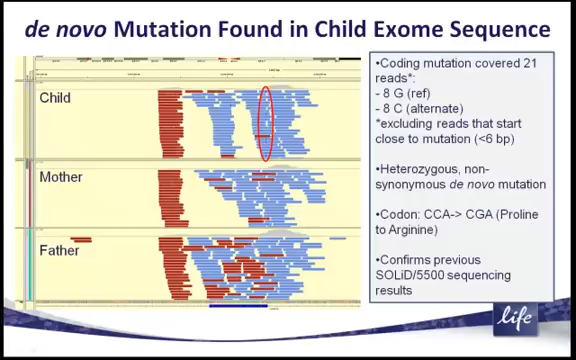 de novo Mutation Found in Child Exome Sequence
Child
Mother
Father
•Coding mutation covered 21
reads*:
- 8 G (ref)
- 8 C (alternate)
*excluding reads that start
close to mutation (<6 bp)
•Heterozygous, non-
synonymous de novo mutation
•Codon: CCA-> CGA (Proline
to Arginine)
•Confirms previous
SOLiD/5500 sequencing
results
life